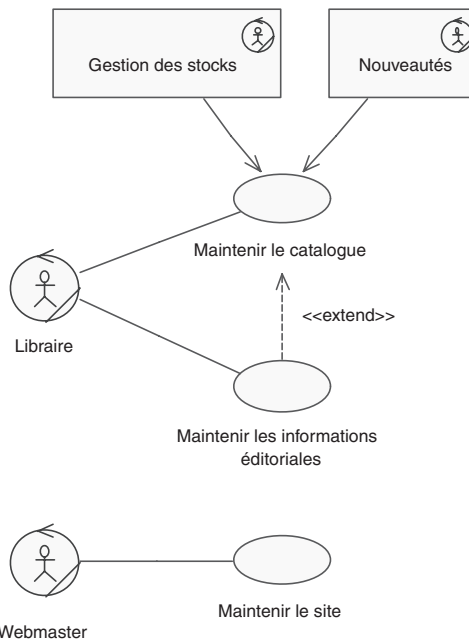 Gestion des stocks
Nouveautés
Maintenir le catalogue
<<extend>>
Libraire
Maintenir les informations
éditoriales
Maintenir le site
Webmaster